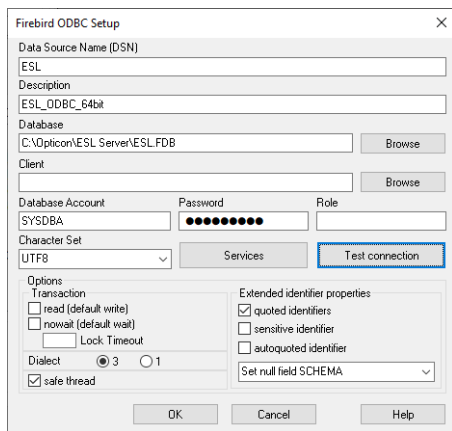 Firebird ODBC Setup
Data Source Name (DSN)
ESL
Description
ESL_ODBC_64bit
Database
C:\Opticon\ESL Server\ESL.FDB
Browse
Client
Browse
Database Account Password Role
SYSDBA ●●●●●●●●●
Character Set
UTF8 Services Test connection
Options
Transaction
read (default write)
nowait (default wait)
Lock Timeout
Dialect 3 1
safe thread
Extended identifier properties
quoted identifiers
sensitive identifier
autoquoted identifier
Set null field SCHEMA
OK Cancel Help